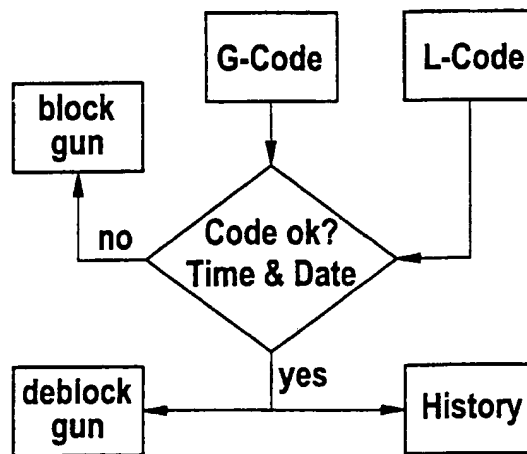 G-Code
L-Code
block
gun
no
Code ok?
Time & Date
yes
deblock
gun
History